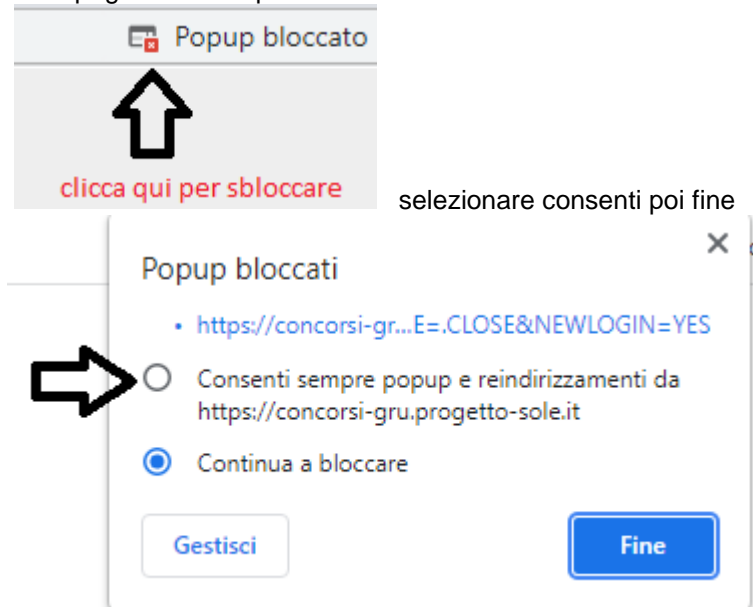 Popup bloccato
clicca qui per sbloccare
selezionare consenti poi fine
Popup bloccati
• https://concorsi-gr...E=.CLOSE&NEWLOGIN=YES
Consenti sempre popup e reindirizzamenti da
https://concorsi-gru.progetto-sole.it
Continua a bloccare
Gestisci
Fine